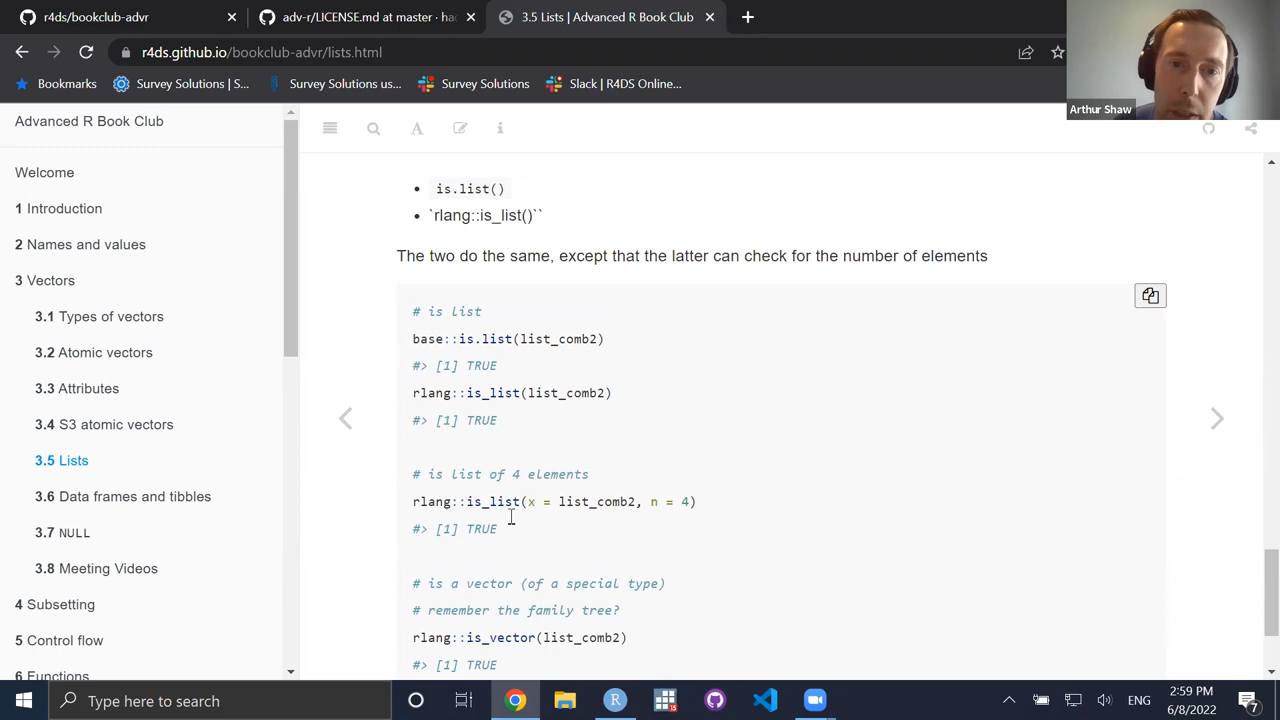 r4ds/bookclub-advr
adv-r/LICENSE.md at master · ha
3.5 Lists | Advanced R Book Club
r4ds.github.io/bookclub-advr/lists.html
Bookmarks
Survey Solutions | S...
Survey Solutions us...
Survey Solutions
Slack | R4DS Online...
Arthur Shaw
Advanced R Book Club
Welcome
1 Introduction
2 Names and values
3 Vectors
3.1 Types of vectors
3.2 Atomic vectors
3.3 Attributes
3.4 S3 atomic vectors
3.5 Lists
3.6 Data frames and tibbles
3.7 NULL
3.8 Meeting Videos
4 Subsetting
5 Control flow
6 Functions
• is.list()
• `rlang::is_list()``
The two do the same, except that the latter can check for the number of elements
# is list
base::is.list(list_comb2)
#> [1] TRUE
rlang::is_list(list_comb2)
#> [1] TRUE
# is list of 4 elements
rlang::is_list(x = list_comb2, n = 4)
#> [1] TRUE
# is a vector (of a special type)
# remember the family tree?
rlang::is_vector(list_comb2)
#> [1] TRUE
Type here to search
15
ENG
2:59 PM
6/8/2022
7